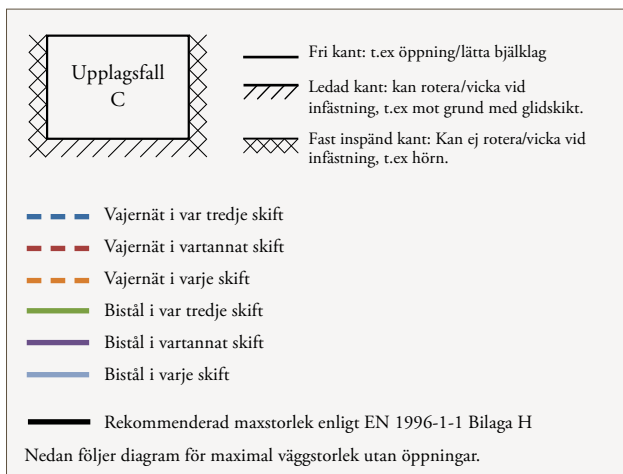 Upplagsfall
C
Fri kant: t.ex öppning/lätta bjälklag
Ledad kant: kan rotera/vicka vid
infästning, t.ex mot grund med glidskikt.
Fast inspänd kant: Kan ej rotera/vicka vid
infästning, t.ex hörn.
Vajernät i var tredje skift
Vajernät i vartannat skift
Vajernät i varje skift
Bistål i var tredje skift
Bistål i vartannat skift
Bistål i varje skift
Rekommenderad maxstorlek enligt EN 1996-1-1 Bilaga H
Nedan följer diagram för maximal väggstorlek utan öppningar.